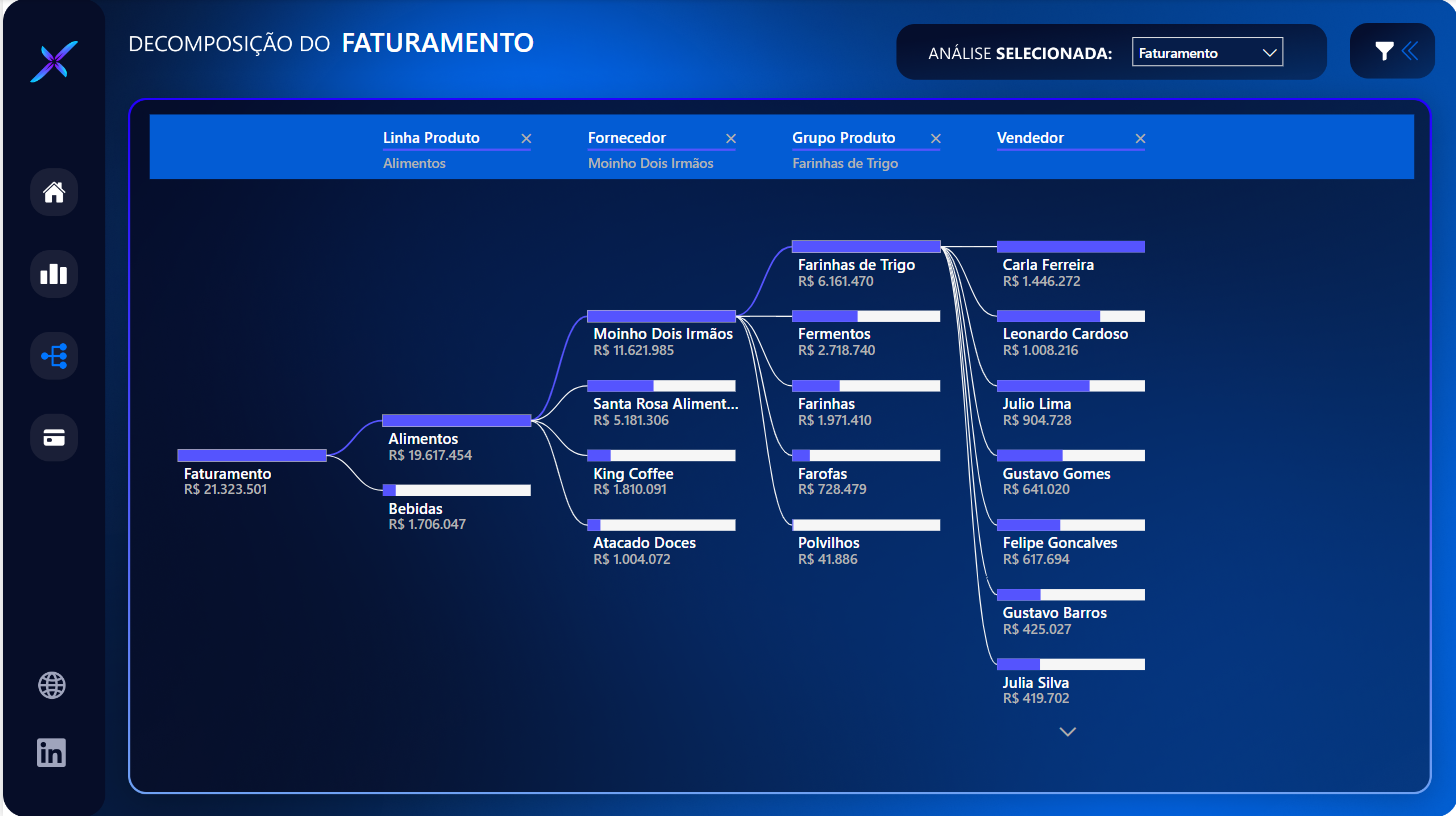 DECOMPOSIÇÃO DO FATURAMENTO
ANÁLISE SELECIONADA: Faturamento
Linha Produto
Alimentos
Fornecedor
Moinho Dois Irmãos
Grupo Produto
Farinhas de Trigo
Vendedor
Faturamento
R$ 21.323.501
Alimentos
R$ 19.617.454
Bebidas
R$ 1.706.047
Moinho Dois Irmãos
R$ 11.621.985
Santa Rosa Aliment...
R$ 5.181.306
King Coffee
R$ 1.810.091
Atacado Doces
R$ 1.004.072
Farinhas de Trigo
R$ 6.161.470
Fermentos
R$ 2.718.740
Farinhas
R$ 1.971.410
Farofas
R$ 728.479
Polvilhos
R$ 41.886
Carla Ferreira
R$ 1.446.272
Leonardo Cardoso
R$ 1.008.216
Julio Lima
R$ 904.728
Gustavo Gomes
R$ 641.020
Felipe Goncalves
R$ 617.694
Gustavo Barros
R$ 425.027
Julia Silva
R$ 419.702
in